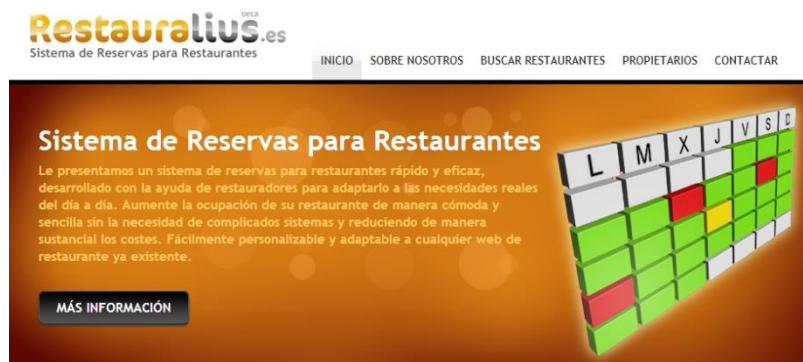 beta
Restauralius.es
Sistema de Reservas para Restaurantes
INICIO SOBRE NOSOTROS BUSCAR RESTAURANTES PROPIETARIOS CONTACTAR
Sistema de Reservas para Restaurantes
Le presentamos un sistema de reservas para restaurantes rápido y eficaz,
desarrollado con la ayuda de restauradores para adaptarlo a las necesidades reales
del día a día. Aumente la ocupación de su restaurante de manera cómoda y
sencilla sin la necesidad de complicados sistemas y reduciendo de manera
sustancial los costes. Fácilmente personalizable y adaptable a cualquier web de
restaurante ya existente.
MÁS INFORMACIÓN
L M X J V S D